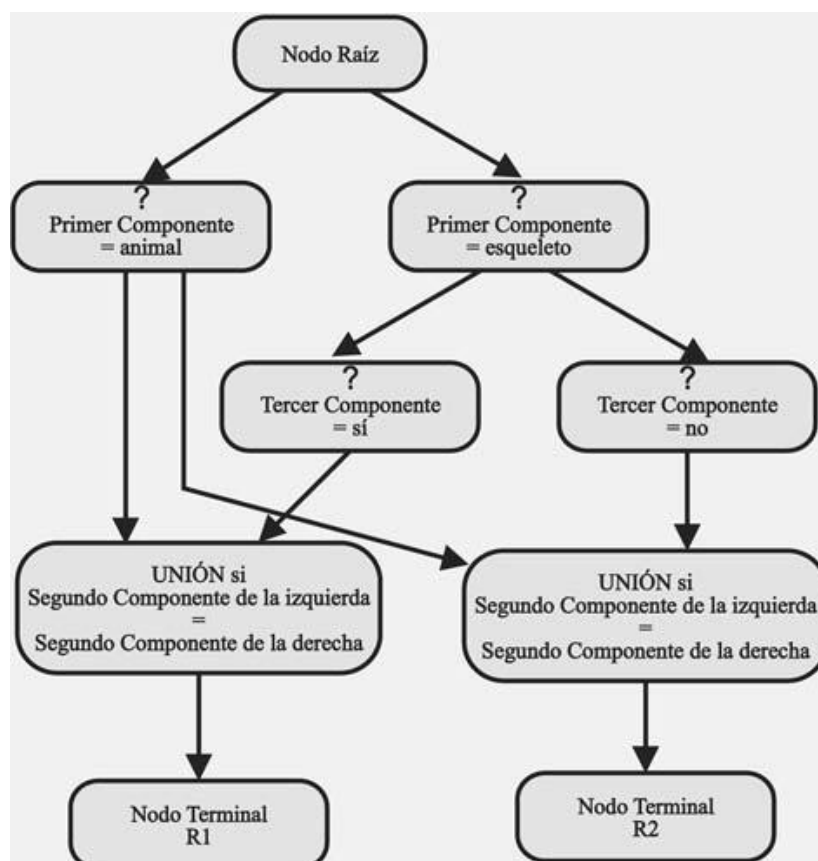 Nodo Raíz
?
Primer Componente
= animal
?
Primer Componente
= esqueleto
?
Tercer Componente
= sí
?
Tercer Componente
= no
UNIÓN si
Segundo Componente de la izquierda
=
Segundo Componente de la derecha
UNIÓN si
Segundo Componente de la izquierda
=
Segundo Componente de la derecha
Nodo Terminal
R1
Nodo Terminal
R2